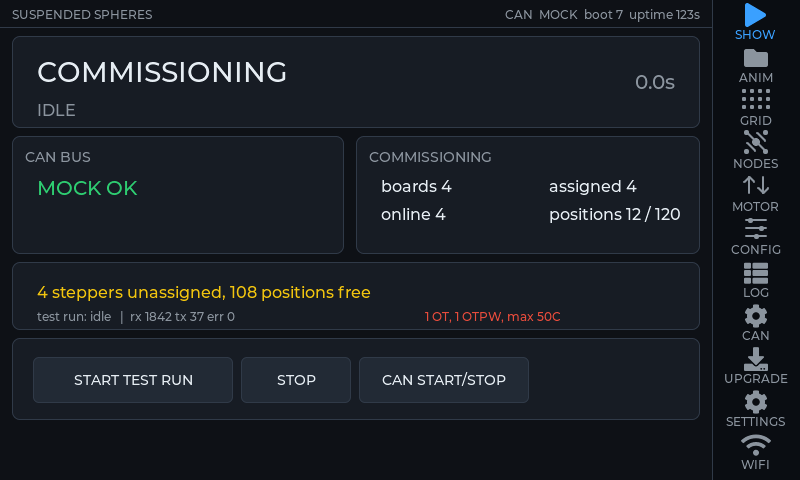 SUSPENDED SPHERES
CAN MOCK boot 7 uptime 123s
COMMISSIONING
IDLE
0.0s
CAN BUS
MOCK OK
COMMISSIONING
boards 4
assigned 4
online 4
positions 12 / 120
4 steppers unassigned, 108 positions free
test run: idle | rx 1842 tx 37 err 0
1 OT, 1 OTPW, max 50C
START TEST RUN
STOP
CAN START/STOP
SHOW
ANIM
GRID
NODES
MOTOR
CONFIG
LOG
CAN
UPGRADE
SETTINGS
WIFI